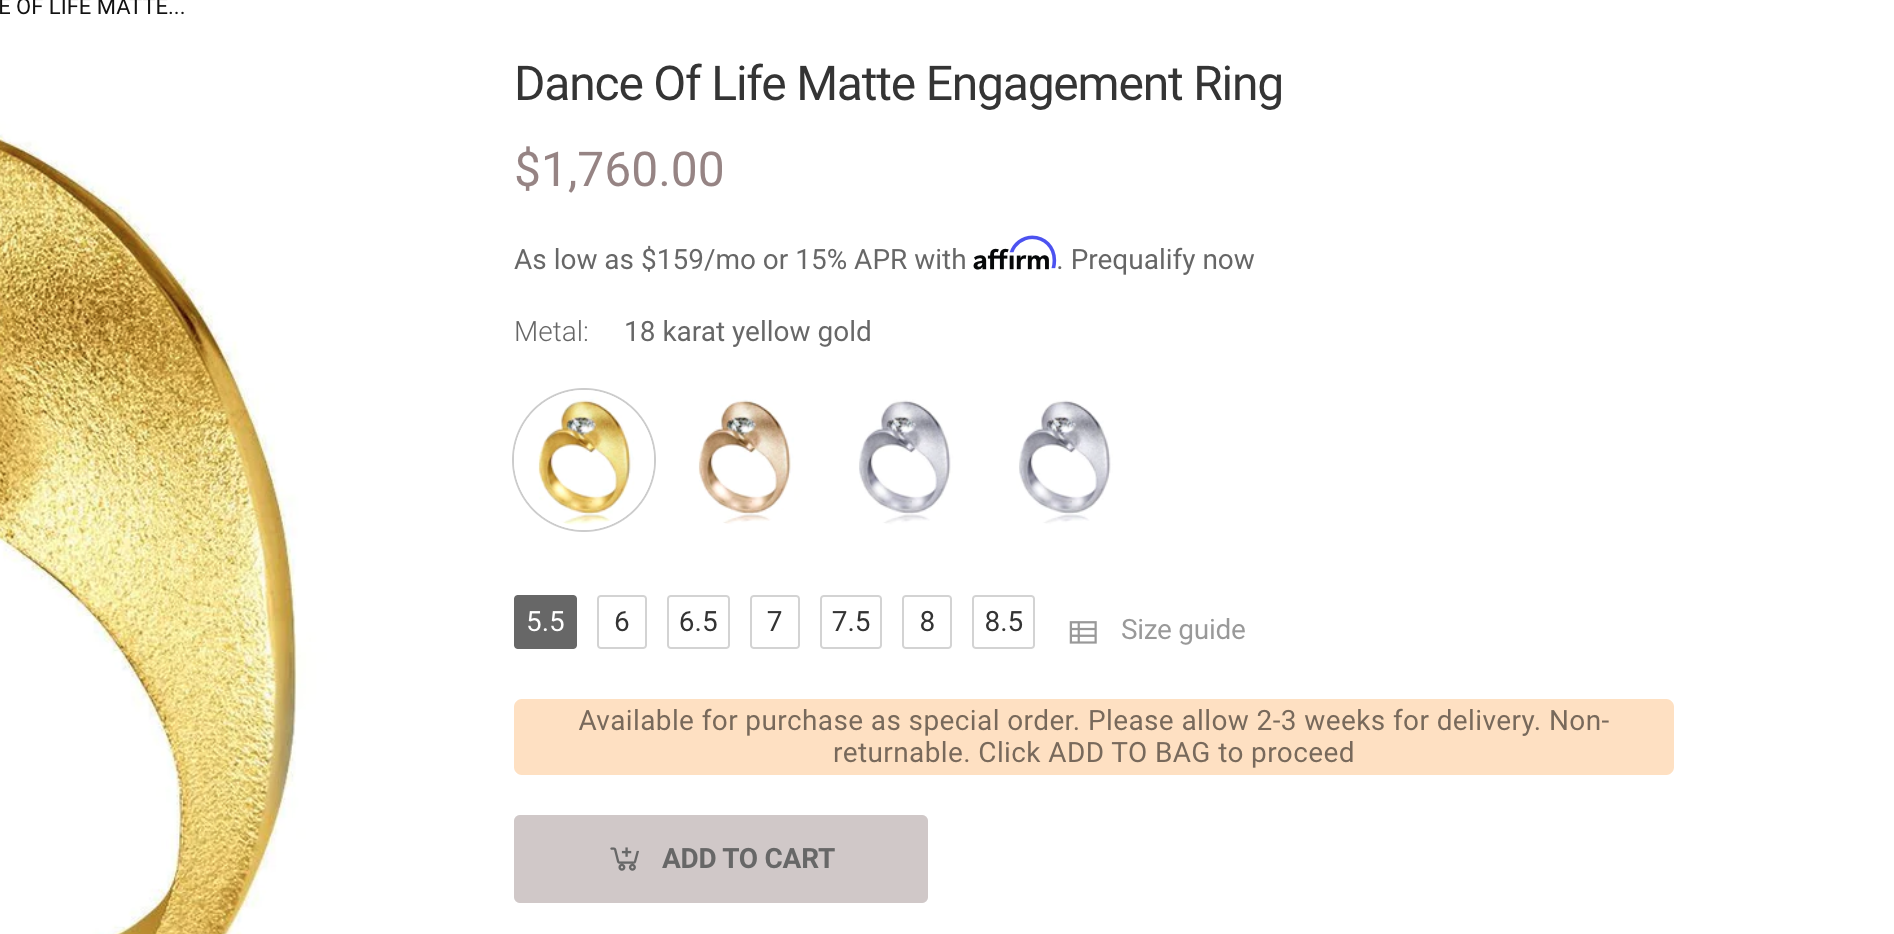 E OF LIFE MATTE...
Dance Of Life Matte Engagement Ring
$1,760.00
As low as $159/mo or 15% APR with affirm. Prequalify now
Metal: 18 karat yellow gold
5.5 6 6.5 7 7.5 8 8.5 Size guide
Available for purchase as special order. Please allow 2-3 weeks for delivery. Non-
returnable. Click ADD TO BAG to proceed
ADD TO CART